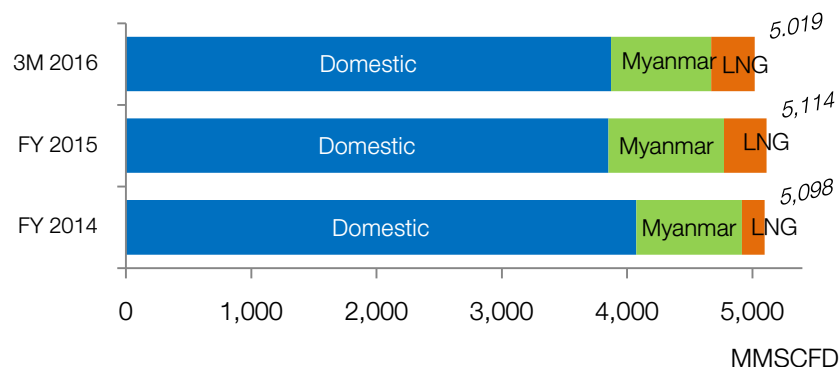 5.019
3M 2016 Domestic Myanmar LNG
5,114
FY 2015 Domestic Myanmar LNG
5,098
FY 2014 Domestic Myanmar LNG
0 1,000 2,000 3,000 4,000 5,000
MMSCFD